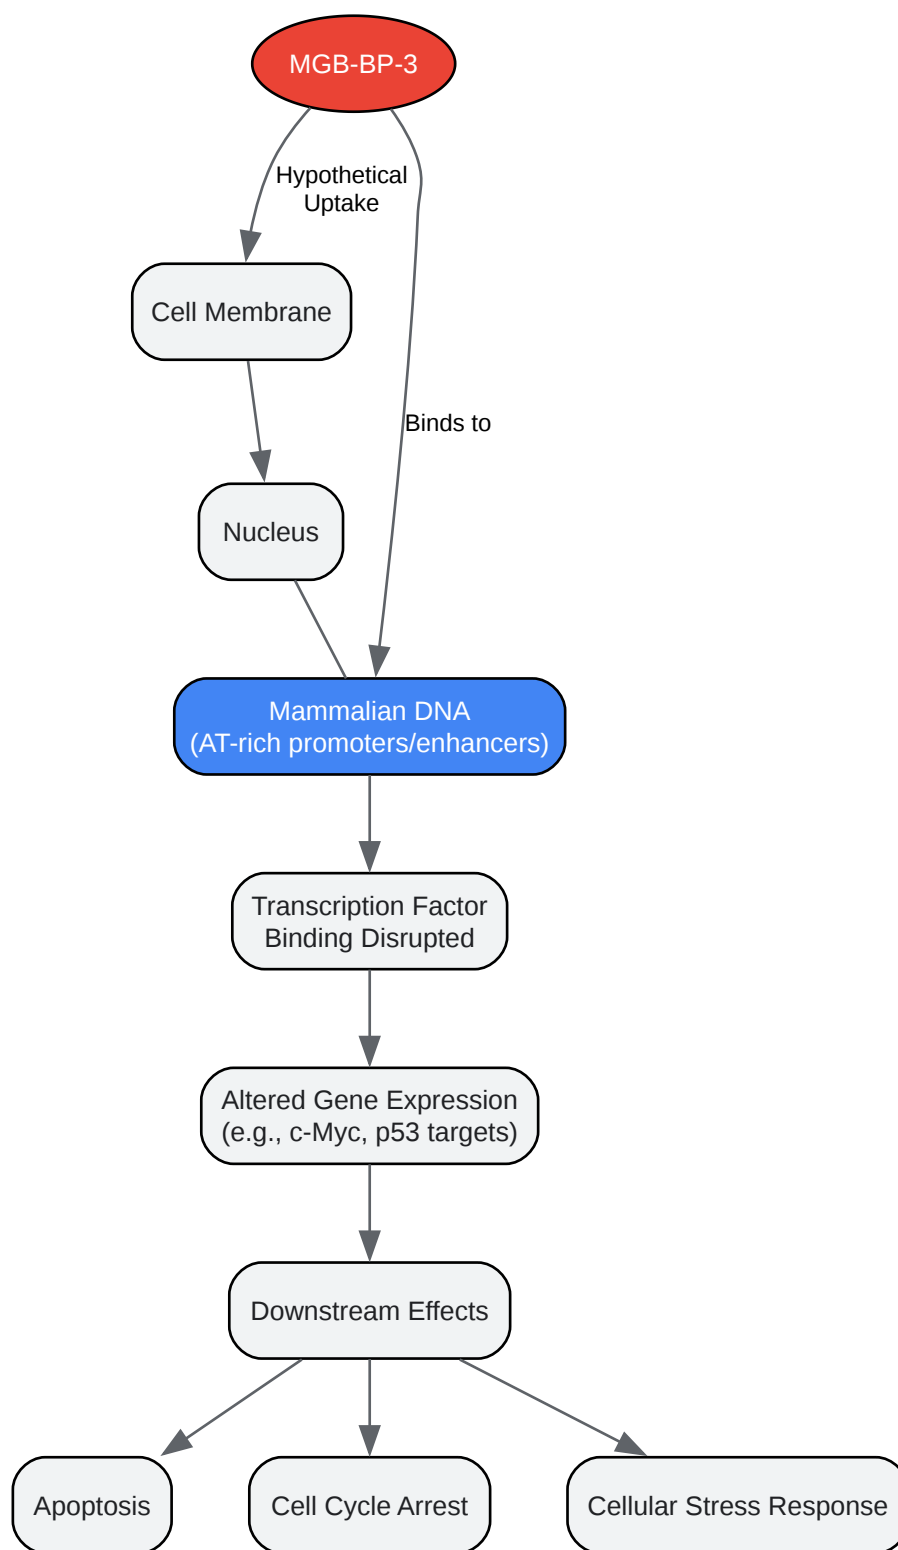 MGB-BP-3
Hypothetical
Uptake
Cell Membrane
Binds to
Nucleus
Mammalian DNA
(AT-rich promoters/enhancers)
Transcription Factor
Binding Disrupted
Altered Gene Expression
(e.g., c-Myc, p53 targets)
Downstream Effects
Apoptosis
Cell Cycle Arrest
Cellular Stress Response